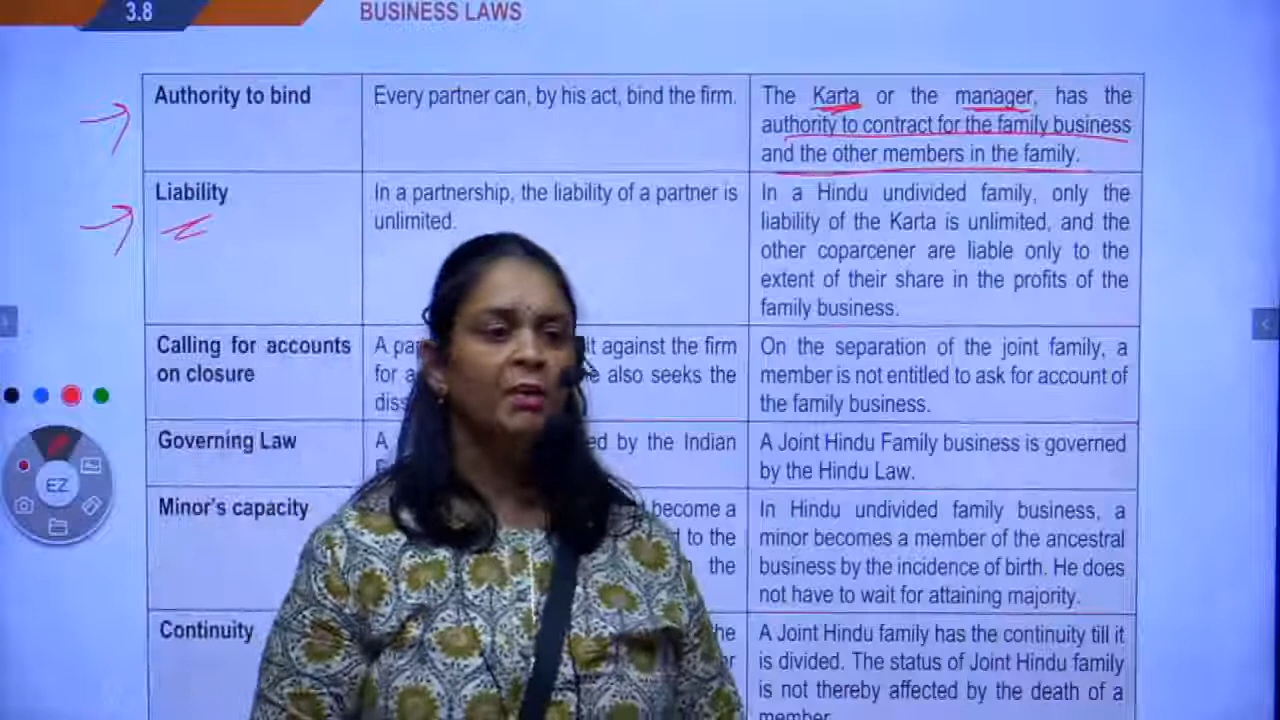 3.8
BUSINESS LAWS
Authority to bind
Every partner can, by his act, bind the firm.
The Karta or the manager, has the
authority to contract for the family business
and the other members in the family.
Liability
In a partnership, the liability of a partner is
unlimited.
In a Hindu undivided family, only the
liability of the Karta is unlimited, and the
other coparcener are liable only to the
extent of their share in the profits of the
family business.
Calling for accounts
on closure
A against the firm
for also seeks the
On the separation of the joint family, a
member is not entitled to ask for account of
the family business.
Governing Law
A by the Indian
A Joint Hindu Family business is governed
by the Hindu Law.
Minor's capacity
become a
to the
the
In Hindu undivided family business, a
minor becomes a member of the ancestral
business by the incidence of birth. He does
not have to wait for attaining majority.
Continuity
A Joint Hindu family has the continuity till it
is divided. The status of Joint Hindu family
is not thereby affected by the death of a
member.
EZ